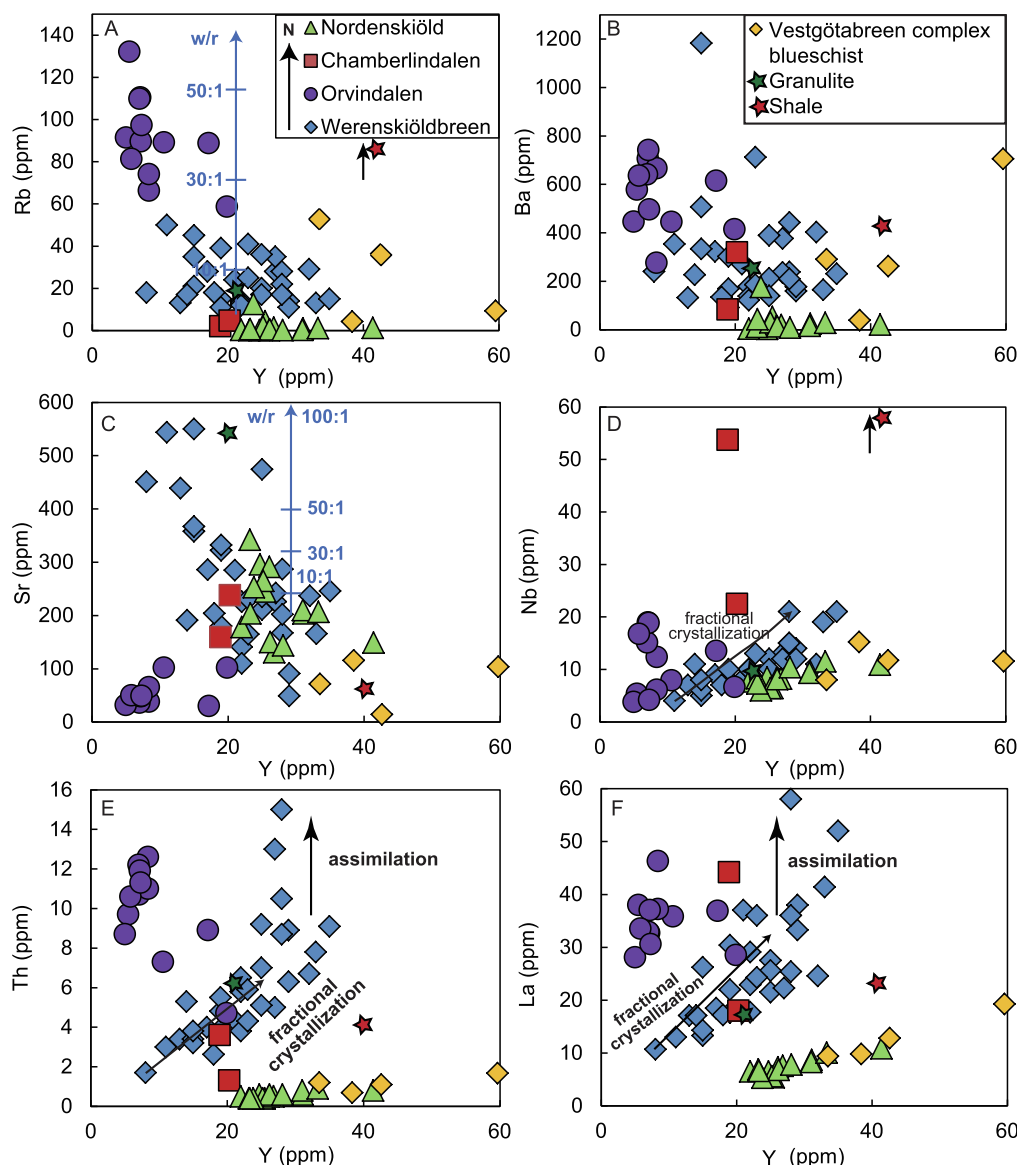 A
140
120
100
80
60
40
20
0
Rb (ppm)
w/r
50:1
30:1
10:1
N
Nordenskiöld
Chamberlindalen
Orvindalen
Werenskiöldbreen
0 20 40 60
Y (ppm)
B
1200
1000
800
600
400
200
0
Ba (ppm)
Vestgötabreen complex
blueschist
Granulite
Shale
0 20 40 60
Y (ppm)
C
600
500
400
300
200
100
0
Sr (ppm)
w/r
100:1
50:1
30:1
10:1
0 20 40 60
Y (ppm)
D
60
50
40
30
20
10
0
Nb (ppm)
fractional
crystallization
0 20 40 60
Y (ppm)
E
16
14
12
10
8
6
4
2
0
Th (ppm)
assimilation
fractional
crystallization
0 20 40 60
Y (ppm)
F
60
50
40
30
20
10
0
La (ppm)
assimilation
fractional
crystallization
0 20 40 60
Y (ppm)